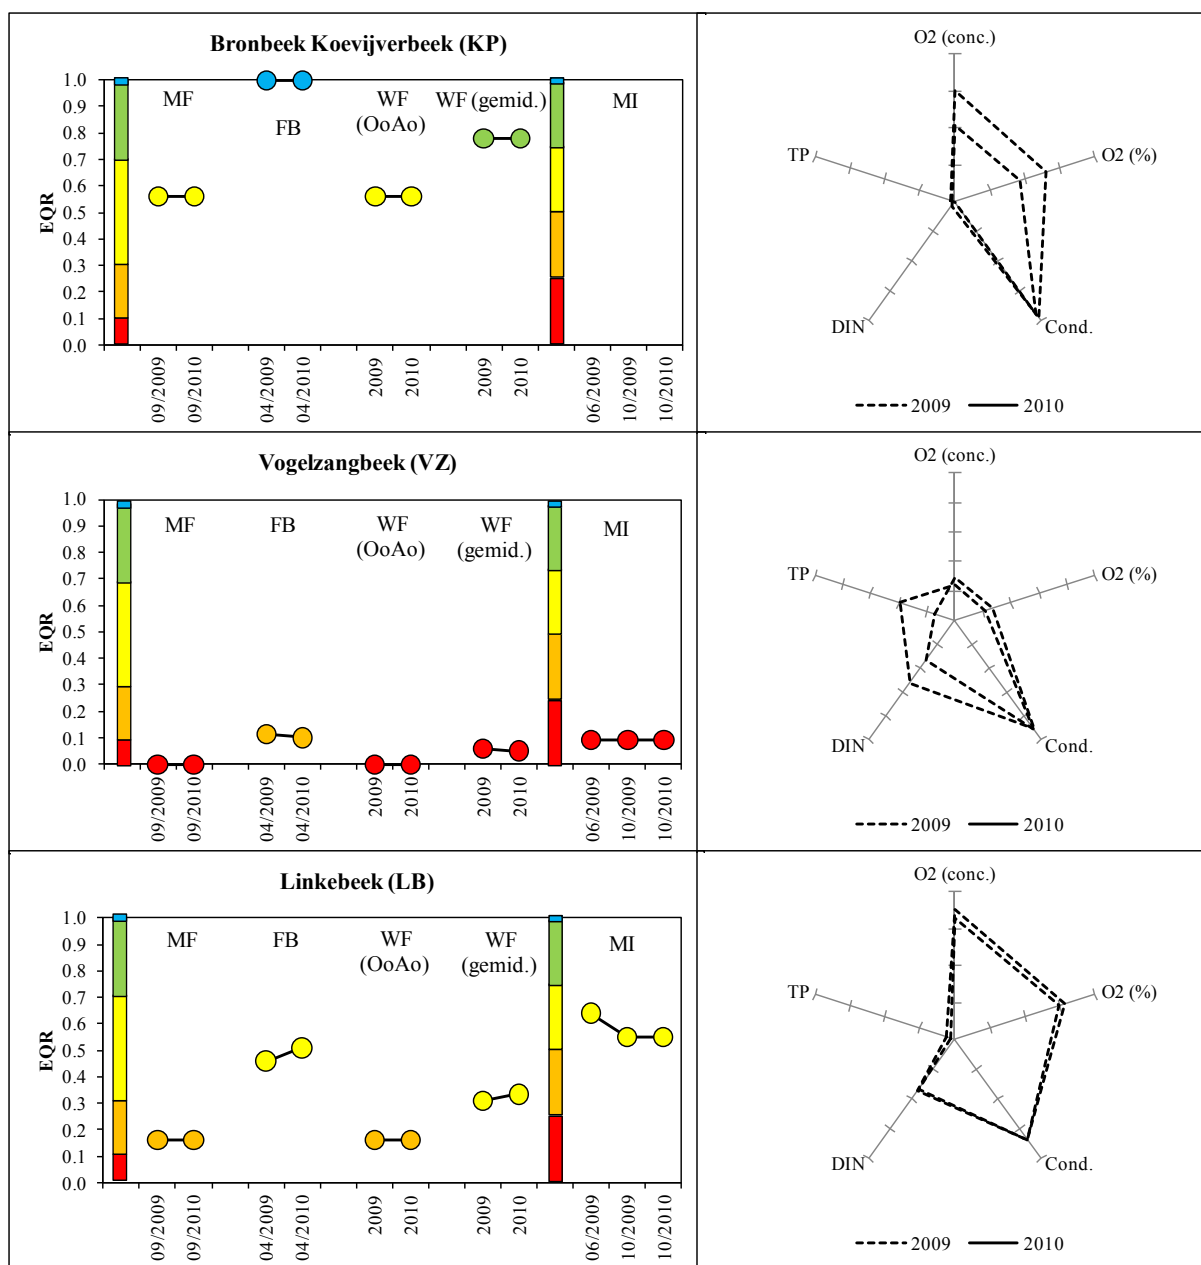 Bronbeek Koevijverbeek (KP)
EQR
1.0
0.9
0.8
0.7
0.6
0.5
0.4
0.3
0.2
0.1
0.0
MF
FB
WF
(OoAo)
WF (gemid.)
MI
09/2009
09/2010
04/2009
04/2010
2009
2010
2009
2010
06/2009
10/2009
10/2010
O2 (conc.)
O2 (%)
Cond.
DIN
TP
2009
2010
Vogelzangbeek (VZ)
EQR
1.0
0.9
0.8
0.7
0.6
0.5
0.4
0.3
0.2
0.1
0.0
MF
FB
WF
(OoAo)
WF
(gemid.)
MI
09/2009
09/2010
04/2009
04/2010
2009
2010
2009
2010
06/2009
10/2009
10/2010
O2 (conc.)
O2 (%)
Cond.
DIN
TP
2009
2010
Linkebeek (LB)
EQR
1.0
0.9
0.8
0.7
0.6
0.5
0.4
0.3
0.2
0.1
0.0
MF
FB
WF
(OoAo)
WF
(gemid.)
MI
09/2009
09/2010
04/2009
04/2010
2009
2010
2009
2010
06/2009
10/2009
10/2010
O2 (conc.)
O2 (%)
Cond.
DIN
TP
2009
2010